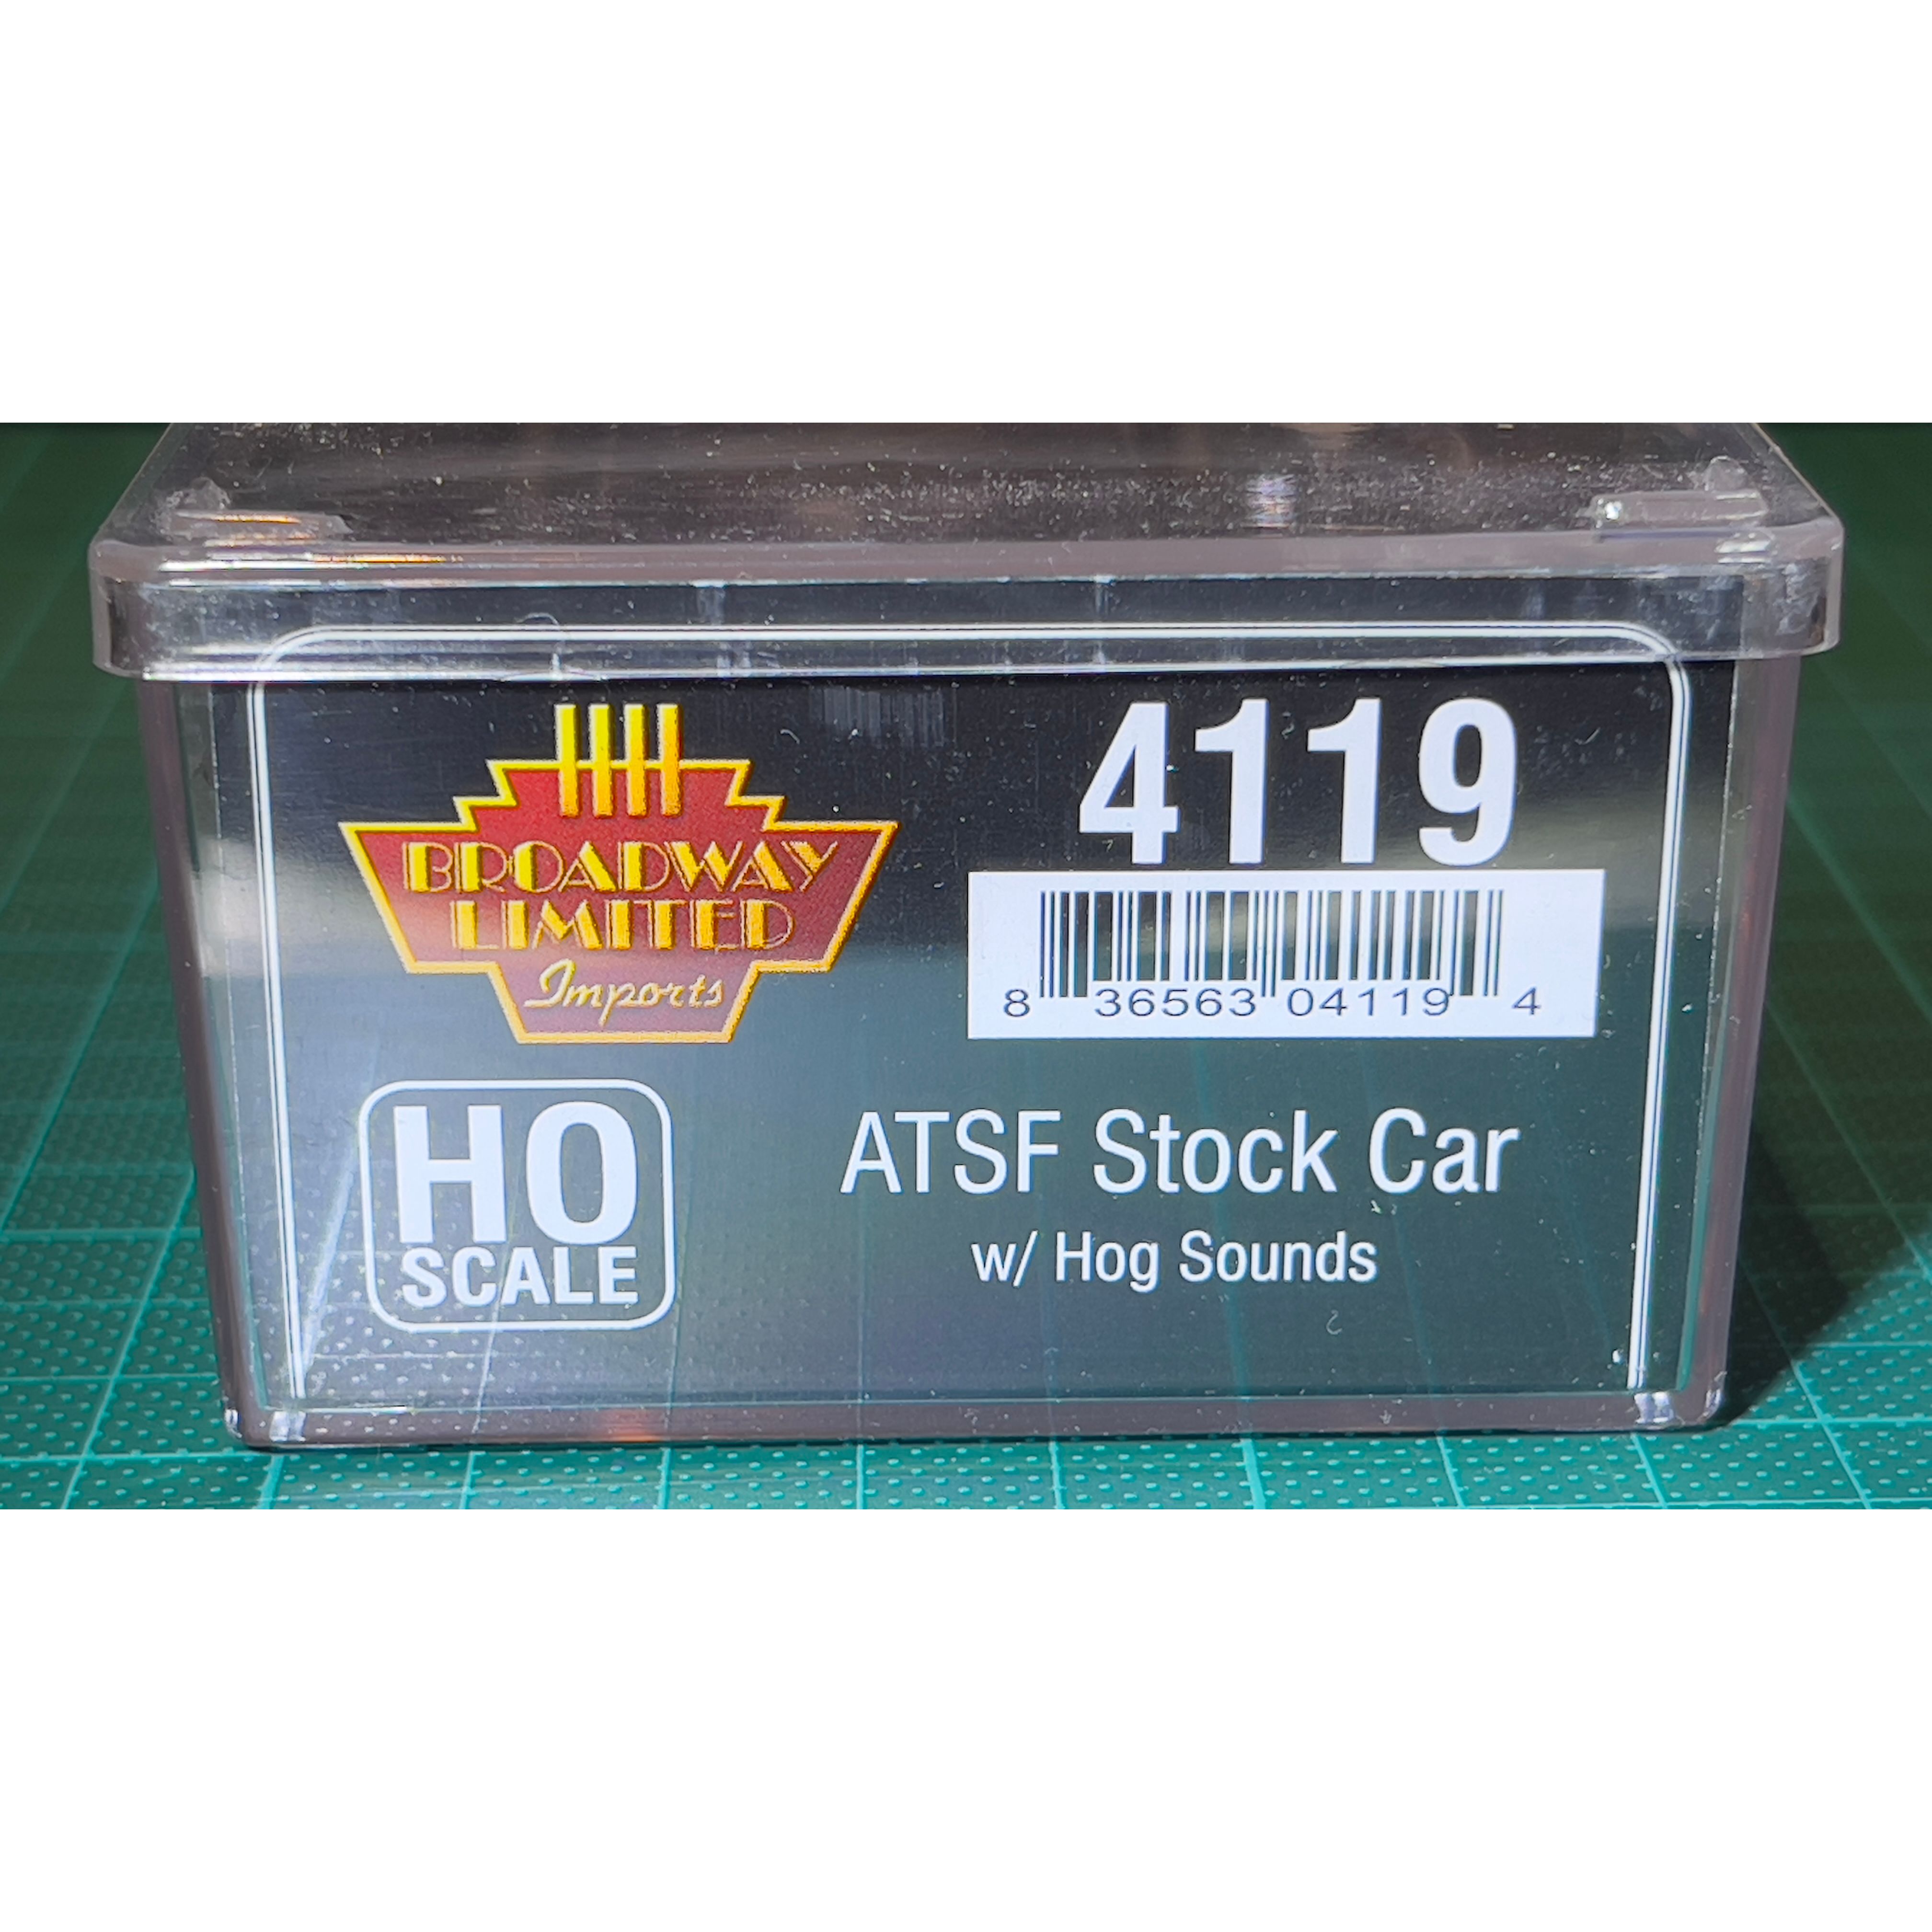 BROADWAY
LIMITED
Imports
4119
8 36563 04119 4
HO
SCALE
ATSF Stock Car
w/ Hog Sounds